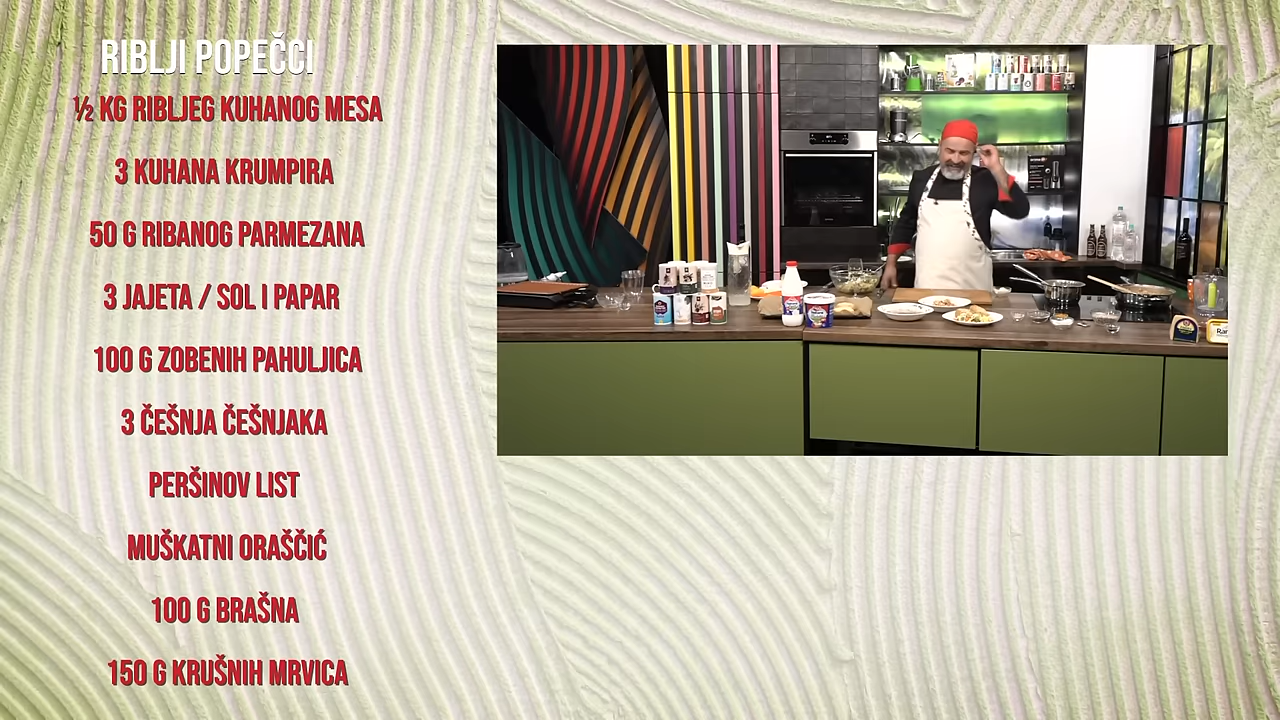 RIBLJI POPEČCI
½ KG RIBLJEG KUHANOG MESA
3 KUHANA KRUMPIRA
50 G RIBANOG PARMEZANA
3 JAJETA / SOL I PAPAR
100 G ZOBENIH PAHULJICA
3 ČEŠNJA ČEŠNJAKA
PERŠINOV LIST
MUŠKATNI ORAŠČIĆ
100 G BRAŠNA
150 G KRUŠNIH MRVICA